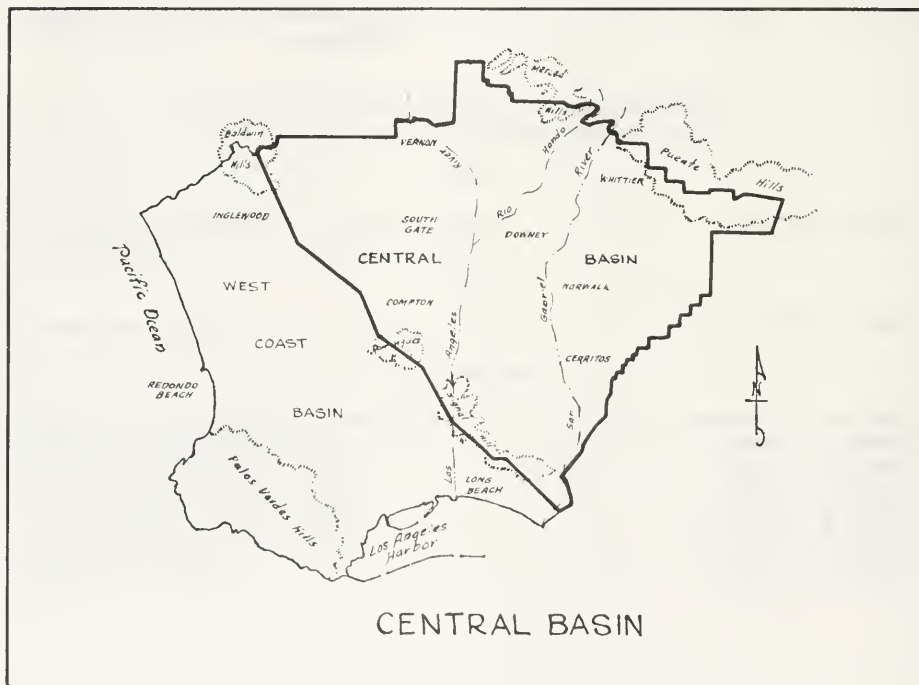 Merced
Hills
Baldwin
Hills
VERNON
RIVER
Hondo
River
Puente
Hills
WHITTIER
INGLEWOOD
SOUTH
GATE
RIO
DOWNEY
CENTRAL
BASIN
Pacific Ocean
WEST
COAST
BASIN
COMPTON
Angeles
Gabriel
NORWALK
CERRITOS
REDONDO
BEACH
Signal
Hill
San
N
Palos Verdes Hills
Los
LONG
BEACH
Los Angeles
Harbor
CENTRAL BASIN